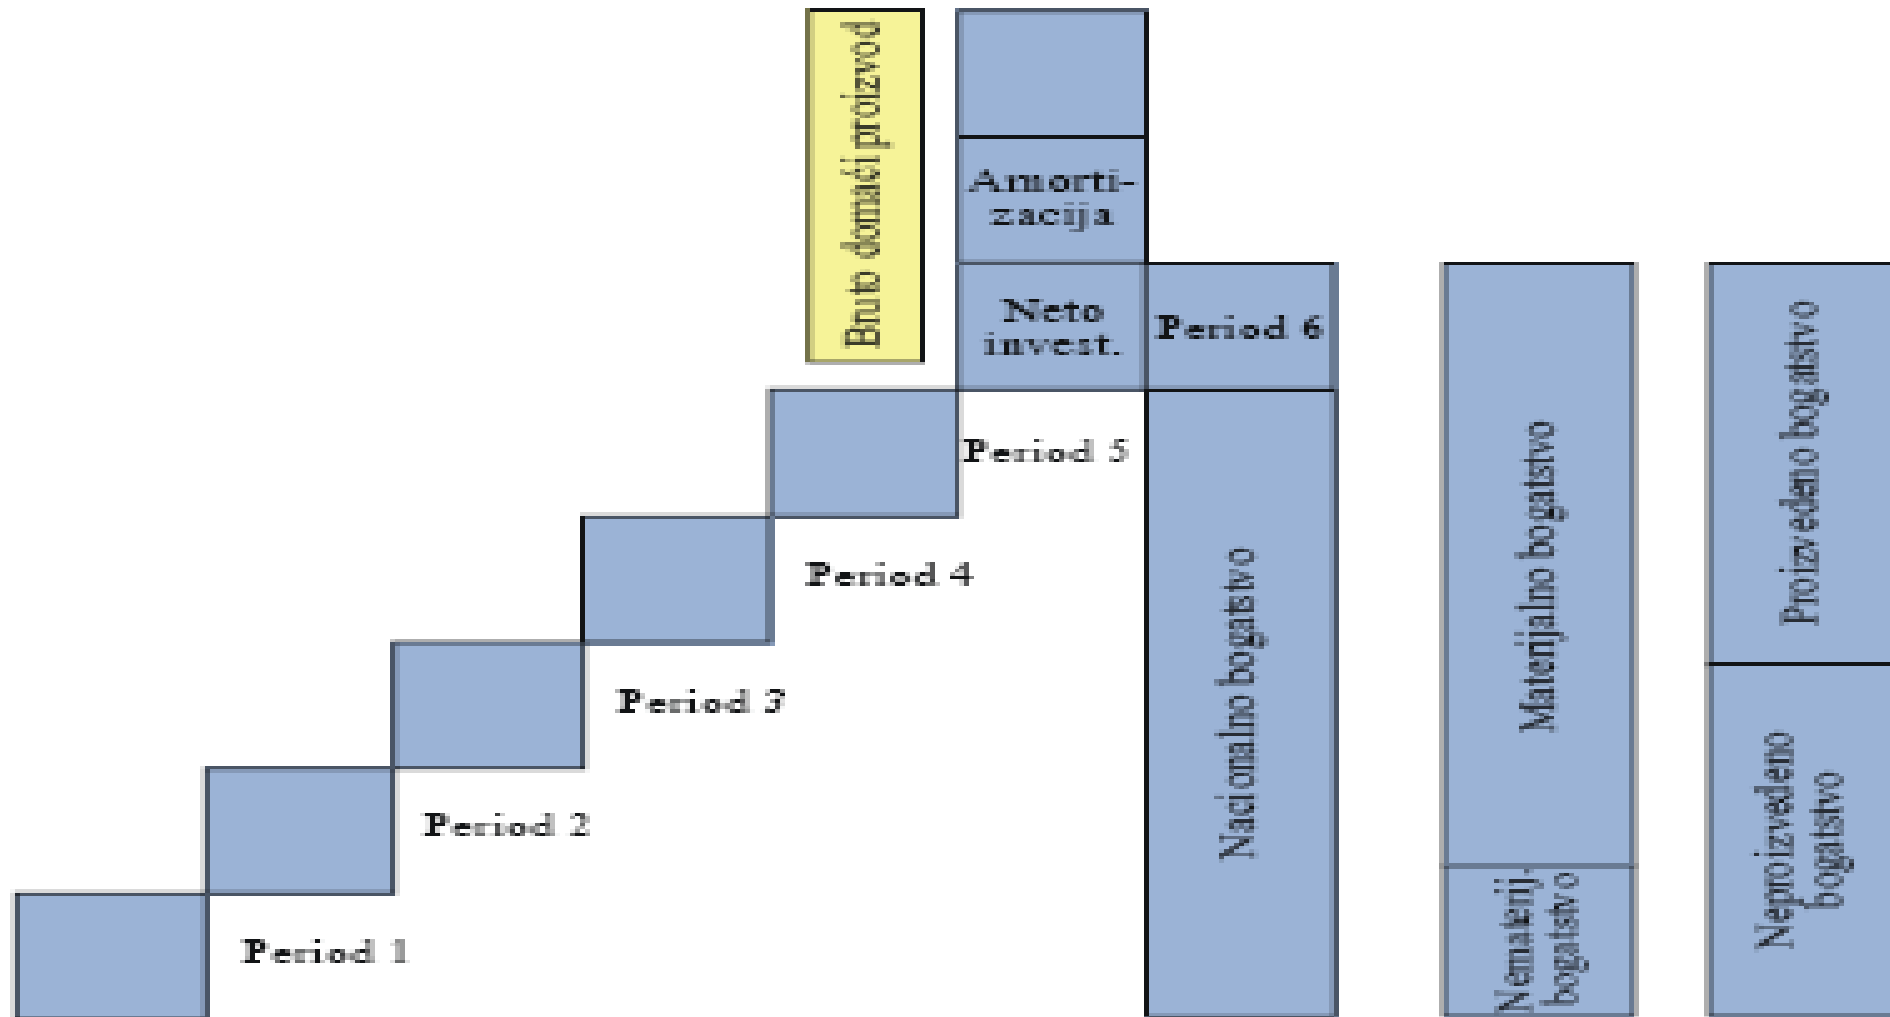 Bruto domaći proizvod
Amorti-
zacija
Neto
invest.
Period 6
Period 5
Period 4
Period 3
Period 2
Period 1
Nacionalno bogatstvo
Materijalno bogatstvo
Nematerij.
bogatstvo
Proizvedeno bogatstvo
Neproizvedeno
bogatstvo